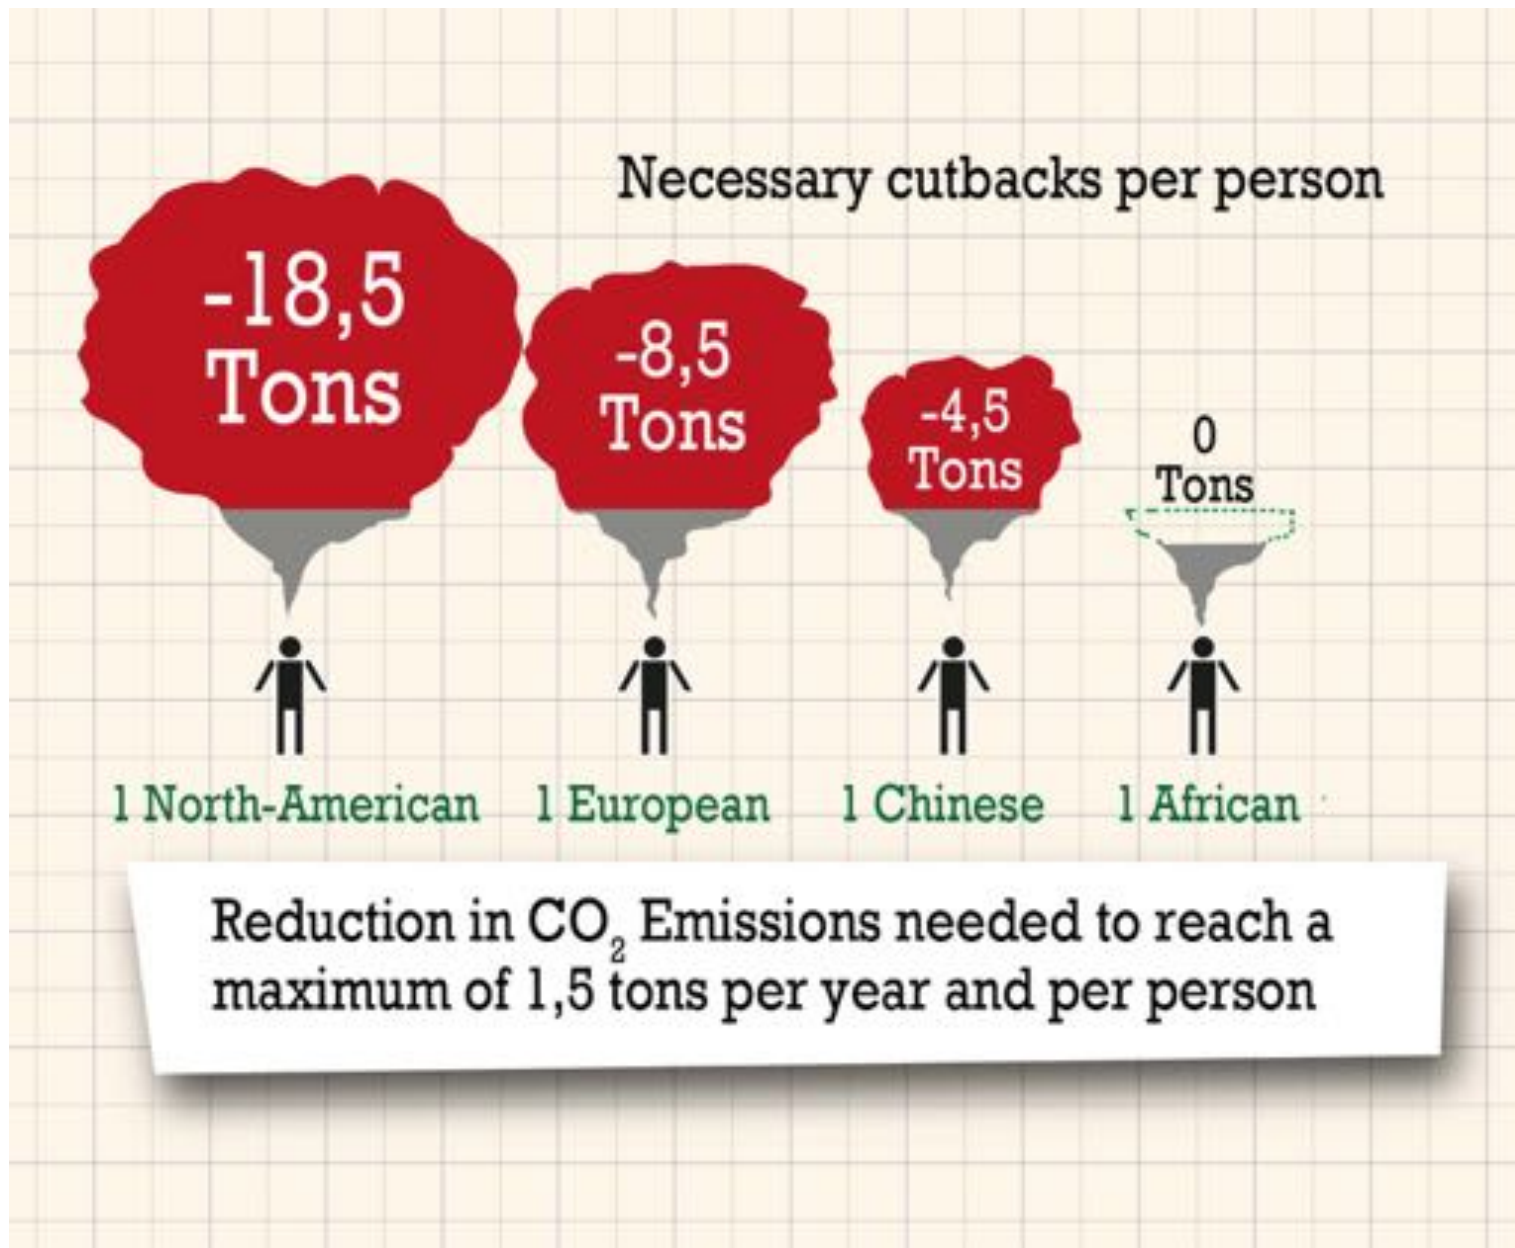 Necessary cutbacks per person
-18,5
Tons
-8,5
Tons
-4,5
Tons
0
Tons
1 North-American
1 European
1 Chinese
1 African
Reduction in CO₂ Emissions needed to reach a
maximum of 1,5 tons per year and per person